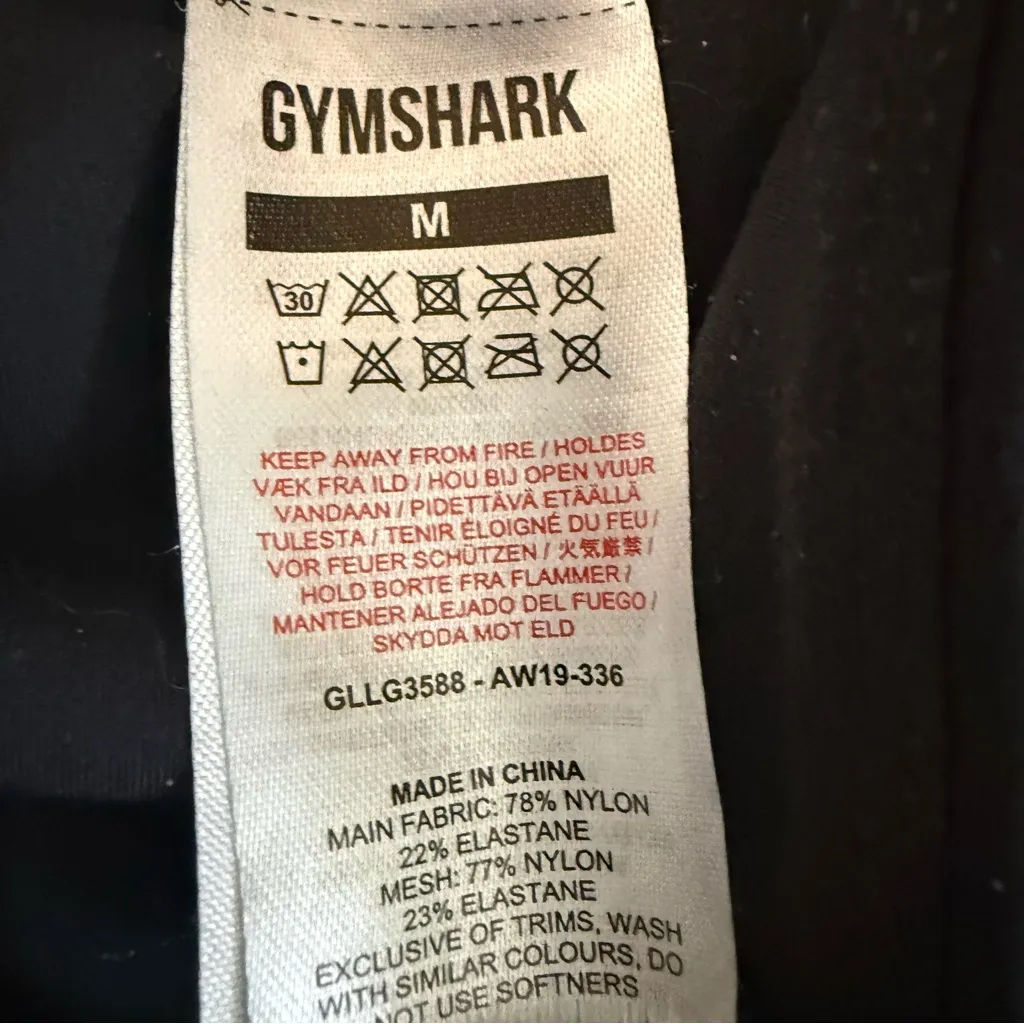 GYMSHARK
M
30
KEEP AWAY FROM FIRE / HOLDES
VÆK FRA ILD / HOU BIJ OPEN VUUR
VANDAAN / PIDETTÄVÄ ETÄÄLLÄ
TULESTA / TENIR ÉLOIGNÉ DU FEU /
VOR FEUER SCHÜTZEN / 火気厳禁 /
HOLD BORTE FRA FLAMMER /
MANTENER ALEJADO DEL FUEGO /
SKYDDA MOT ELD
GLLG3588 - AW19-336
MADE IN CHINA
MAIN FABRIC: 78% NYLON
22% ELASTANE
MESH: 77% NYLON
23% ELASTANE
EXCLUSIVE OF TRIMS, WASH
WITH SIMILAR COLOURS, DO
NOT USE SOFTNERS